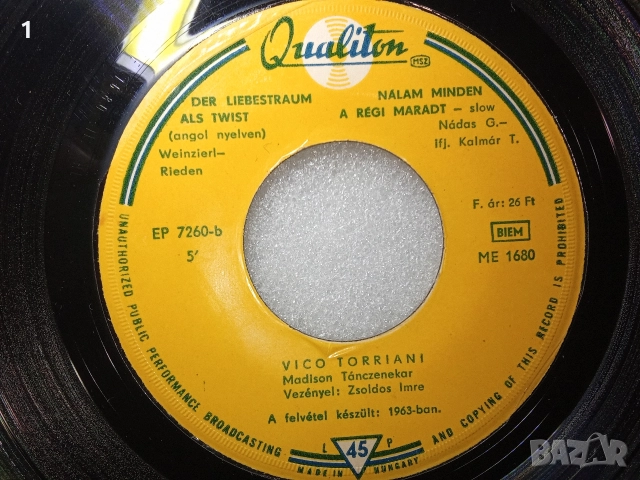 1
Qualiton
MSZ
DER LIEBESTRAUM
ALS TWIST
(angol nyelven)
Weinzierl–
Rieden
NÁLAM MINDEN
A RÉGI MARADT – slow
Nádas G.–
Ifj. Kalmár T.
F. ár: 26 Ft
EP 7260-b
5'
BIEM
ME 1680
VICO TORRIANI
Madison Tánczenekar
Vezényel: Zsoldos Imre
A felvétel készült: 1963-ban.
L 45 P
MADE IN HUNGARY
UNAUTHORIZED PUBLIC PERFORMANCE BROADCASTING AND COPYING OF THIS RECORD IS PROHIBITED
BAZAR